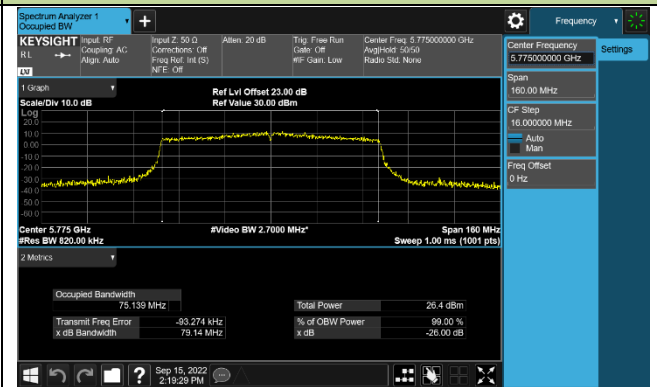 Spectrum Analyzer 1
Occupied BW
Frequency
KEYSIGHT
Input: RF
Coupling: AC
Align: Auto
Input Z: 50 Ω
Corrections: Off
Freq Ref: Int (S)
NFE: Off
Atten: 20 dB
Trig: Free Run
Gate: Off
#IF Gain: Low
Center Freq: 5.775000000 GHz
Avg|Hold: 50/50
Radio Std: None
R L
LXI
Center Frequency
5.775000000 GHz
Settings
Span
160.00 MHz
CF Step
16.000000 MHz
Auto
Man
Freq Offset
0 Hz
1 Graph
Scale/Div 10.0 dB
Ref Lvl Offset 23.00 dB
Ref Value 30.00 dBm
Log
20.0
10.0
0.00
-10.0
-20.0
-30.0
-40.0
-50.0
-60.0
Center 5.775 GHz
#Res BW 820.00 kHz
#Video BW 2.7000 MHz*
Span 160 MHz
Sweep 1.00 ms (1001 pts)
2 Metrics
Occupied Bandwidth
75.139 MHz
Total Power
26.4 dBm
Transmit Freq Error
-93.274 kHz
% of OBW Power
99.00 %
x dB Bandwidth
79.14 MHz
x dB
-26.00 dB
?
Sep 15, 2022
2:19:29 PM